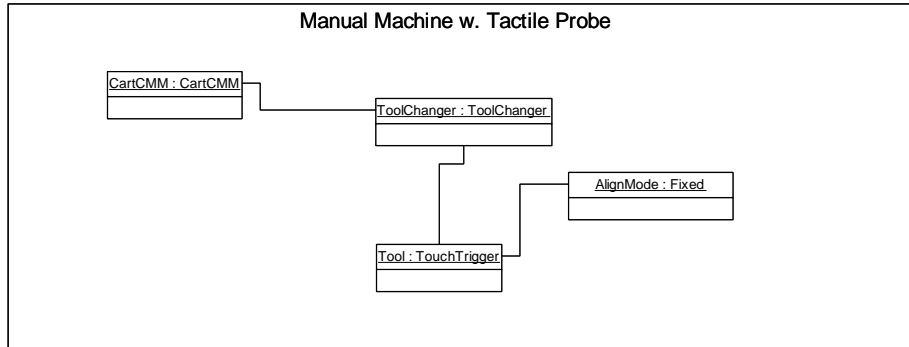 Manual Machine w. Tactile Probe
CartCMM : CartCMM
ToolChanger : ToolChanger
AlignMode : Fixed
Tool : TouchTrigger